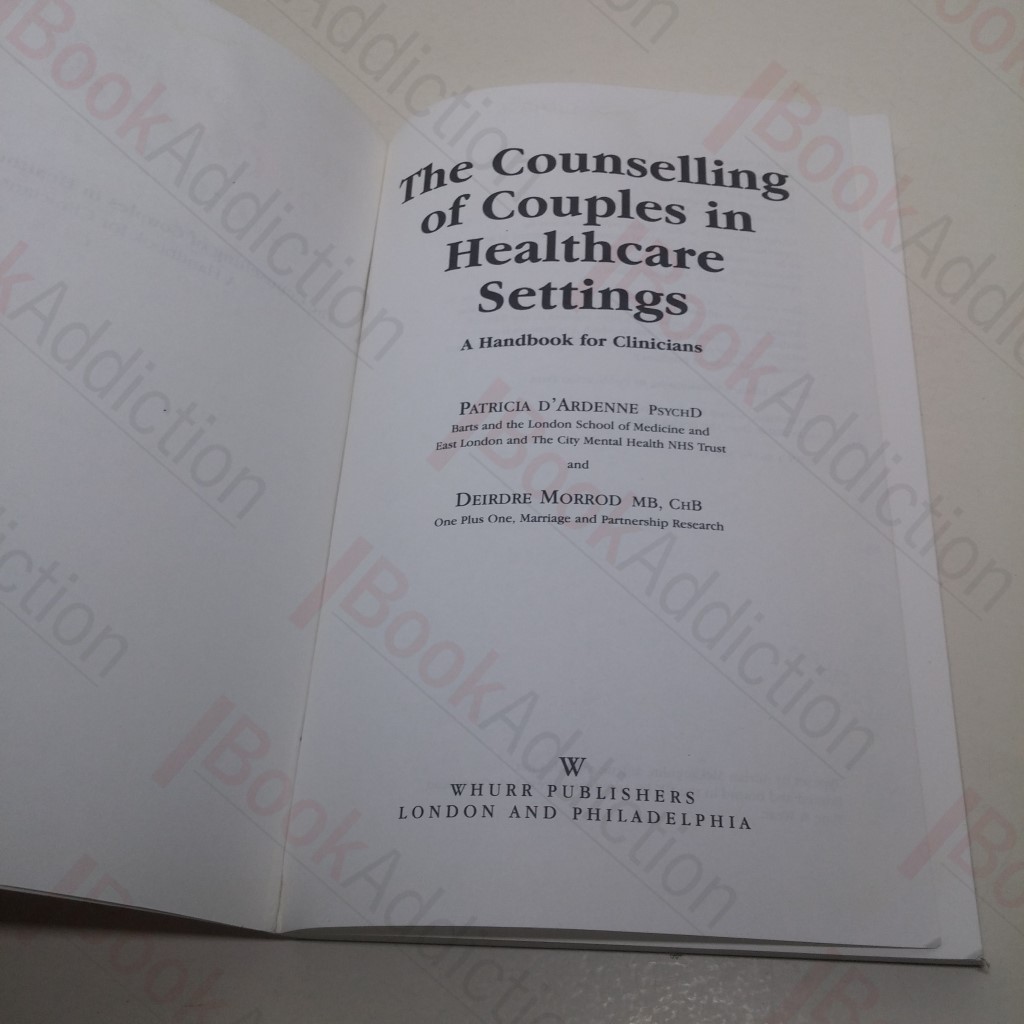 The Counselling
of Couples in
Healthcare
Settings
A Handbook for Clinicians
PATRICIA D'ARDENNE PSYCHD
Barts and the London School of Medicine and
East London and The City Mental Health NHS Trust
and
DEIRDRE MORROD MB, CHB
One Plus One, Marriage and Partnership Research
W
WHURR PUBLISHERS
LONDON AND PHILADELPHIA
BookAddiction